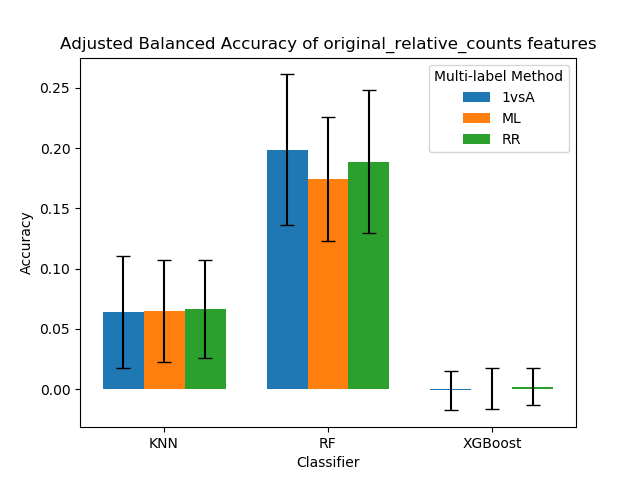 Adjusted Balanced Accuracy of original_relative_counts features
Multi-label Method
1vsA
ML
RR
0.25
0.20
0.15
0.10
0.05
0.00
Accuracy
KNN
RF
XGBoost
Classifier